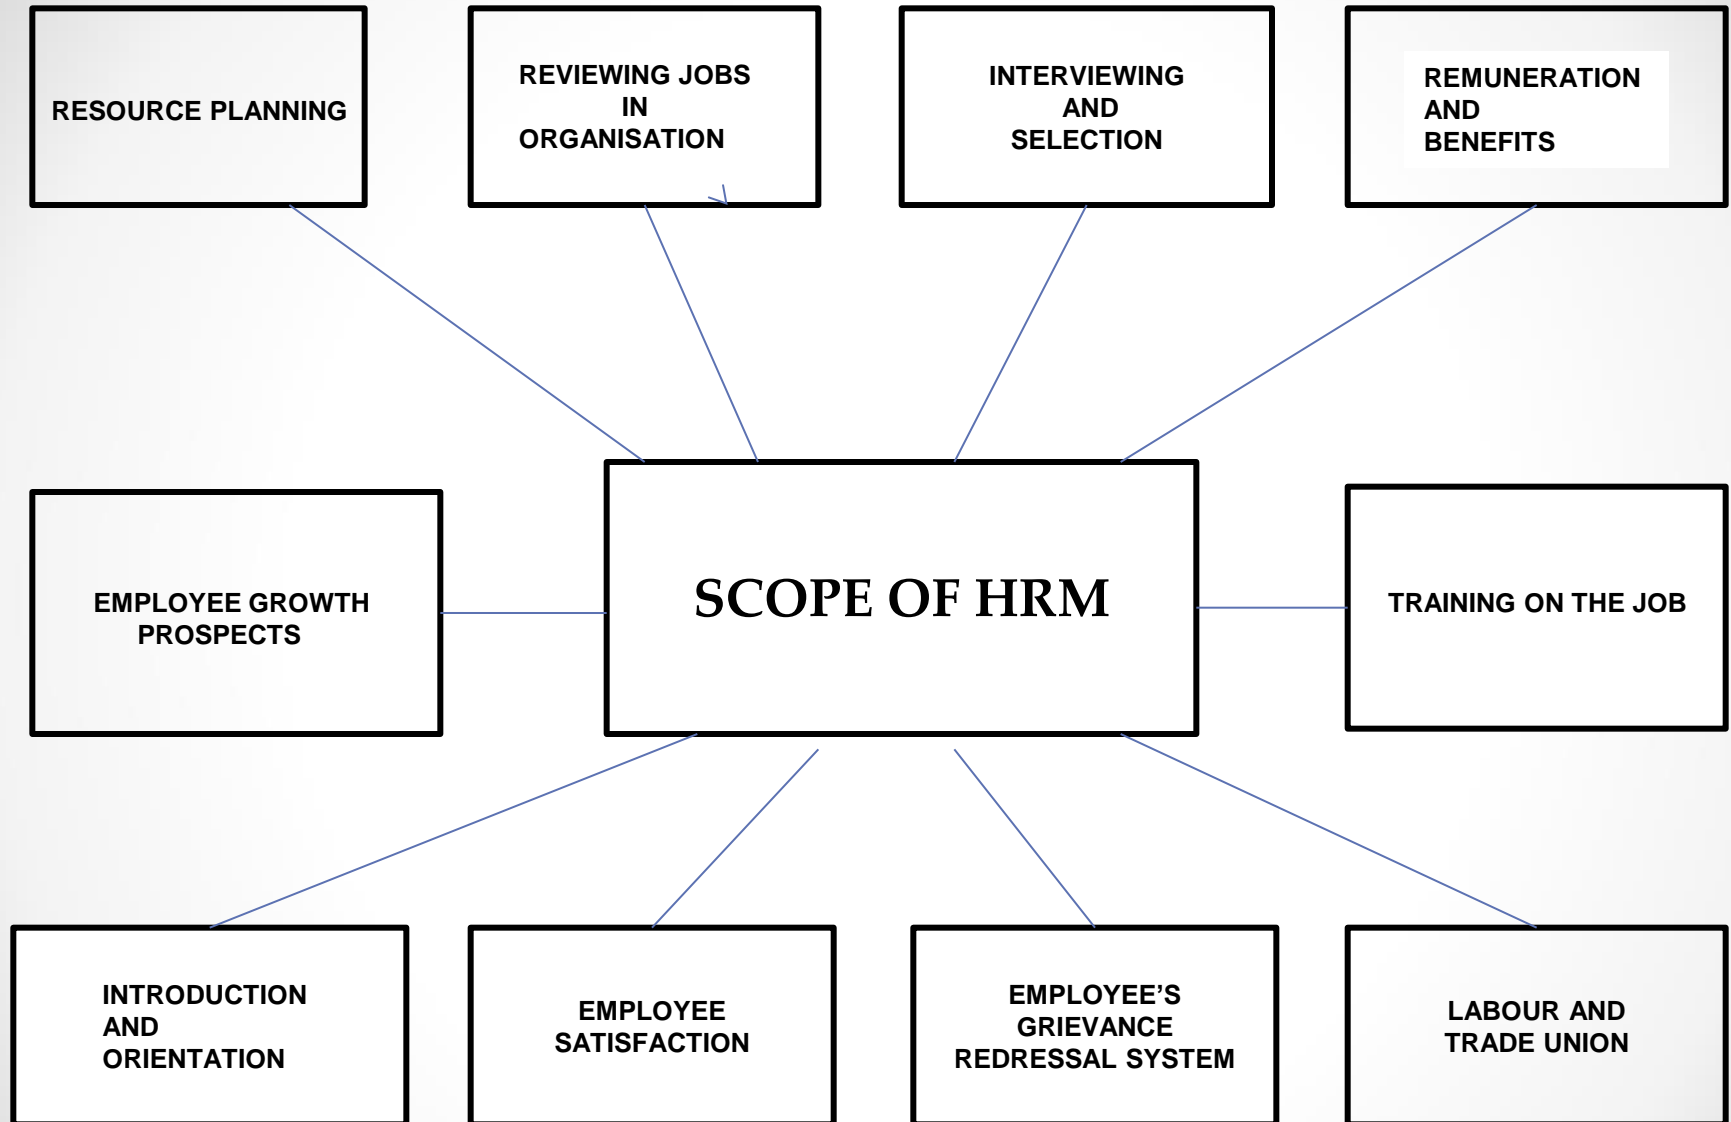 RESOURCE PLANNING
REVIEWING JOBS
IN
ORGANISATION
INTERVIEWING
AND
SELECTION
REMUNERATION
AND
BENEFITS
EMPLOYEE GROWTH
PROSPECTS
SCOPE OF HRM
TRAINING ON THE JOB
INTRODUCTION
AND
ORIENTATION
EMPLOYEE
SATISFACTION
EMPLOYEE’S
GRIEVANCE
REDRESSAL SYSTEM
LABOUR AND
TRADE UNION